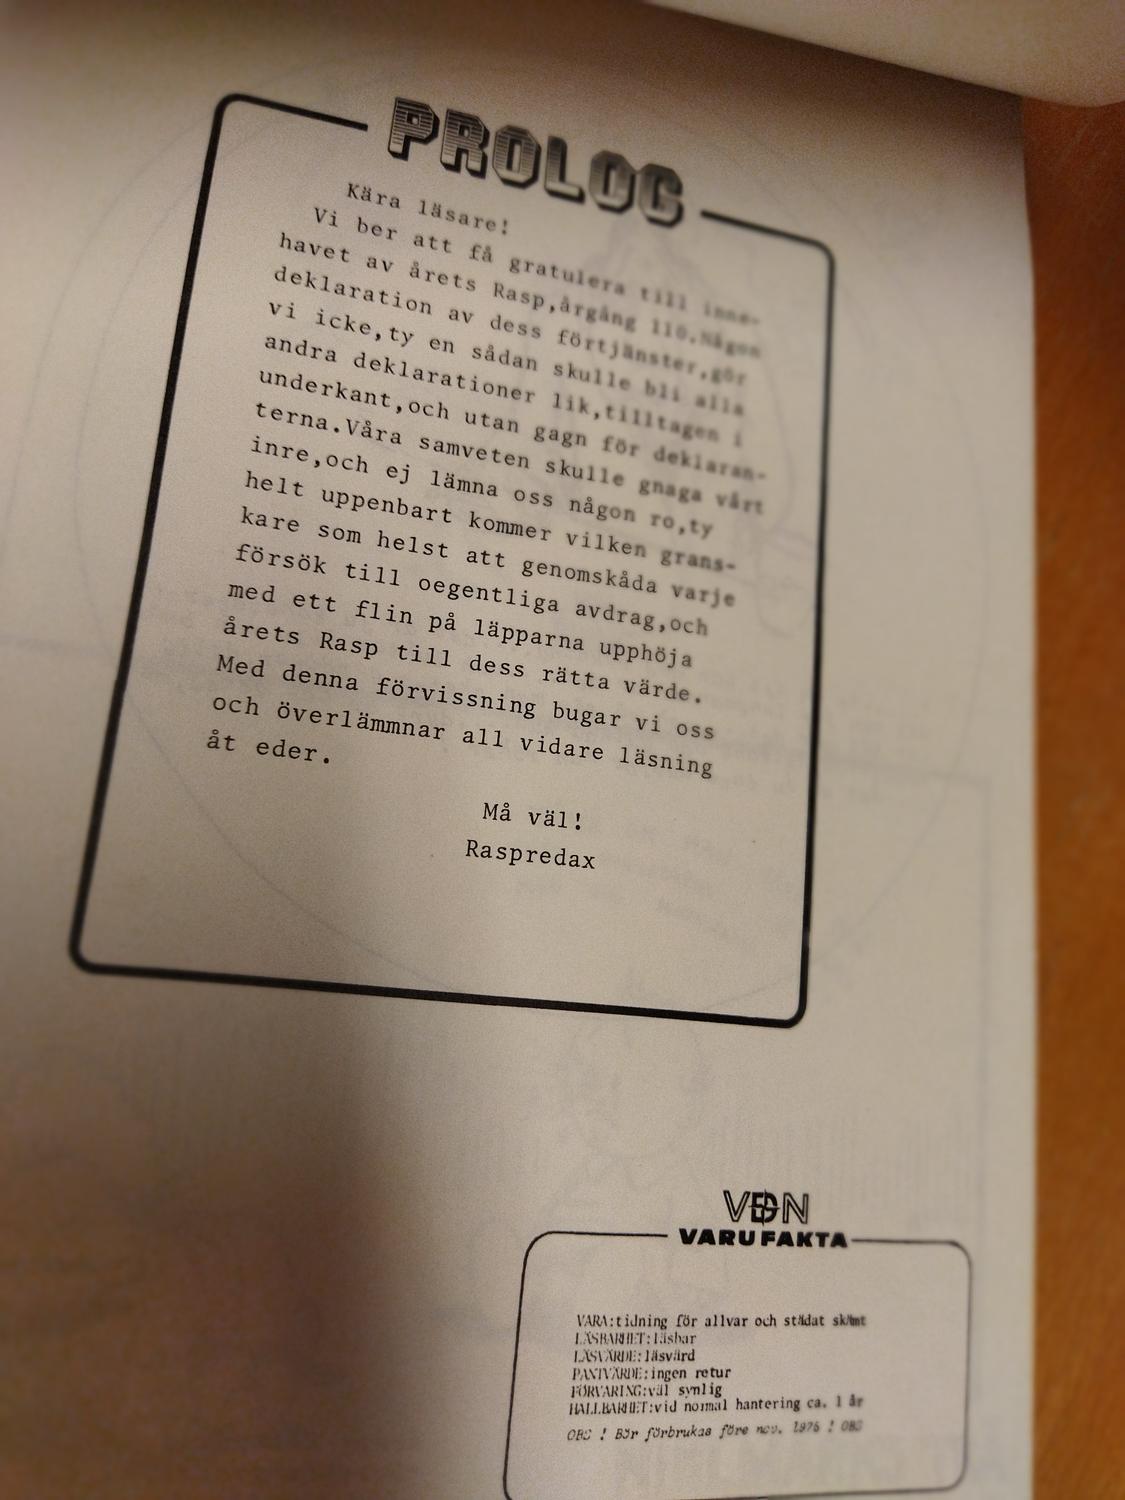 PROLOG
Kära läsare!
Vi ber att få gratulera till inne-
havet av årets Rasp,årgång 110.Någon
deklaration av dess förtjänster,gör
vi icke,ty en sådan skulle bli alla
andra deklarationer lik,tilltagen i
underkant,och utan gagn för deklaran-
terna.Våra samveten skulle gnaga vårt
inre,och ej lämna oss någon ro,ty
helt uppenbart kommer vilken grans-
kare som helst att genomskåda varje
försök till oegentliga avdrag,och
med ett flin på läpparna upphöja
årets Rasp till dess rätta värde.
Med denna förvissning bugar vi oss
och överlämmnar all vidare läsning
åt eder.
Må väl!
Raspredax
VDN
VARUFAKTA
VARA:tidning för allvar och städat skämt
LÄSBARHET:läsbar
LÄSVÄRDE:läsvärd
PANTVÄRDE:ingen retur
FÖRVARING:väl synlig
HÅLLBARHET:vid normal hantering ca. 1 år
OBS ! Bör förbrukas före nov. 1976 ! OBS